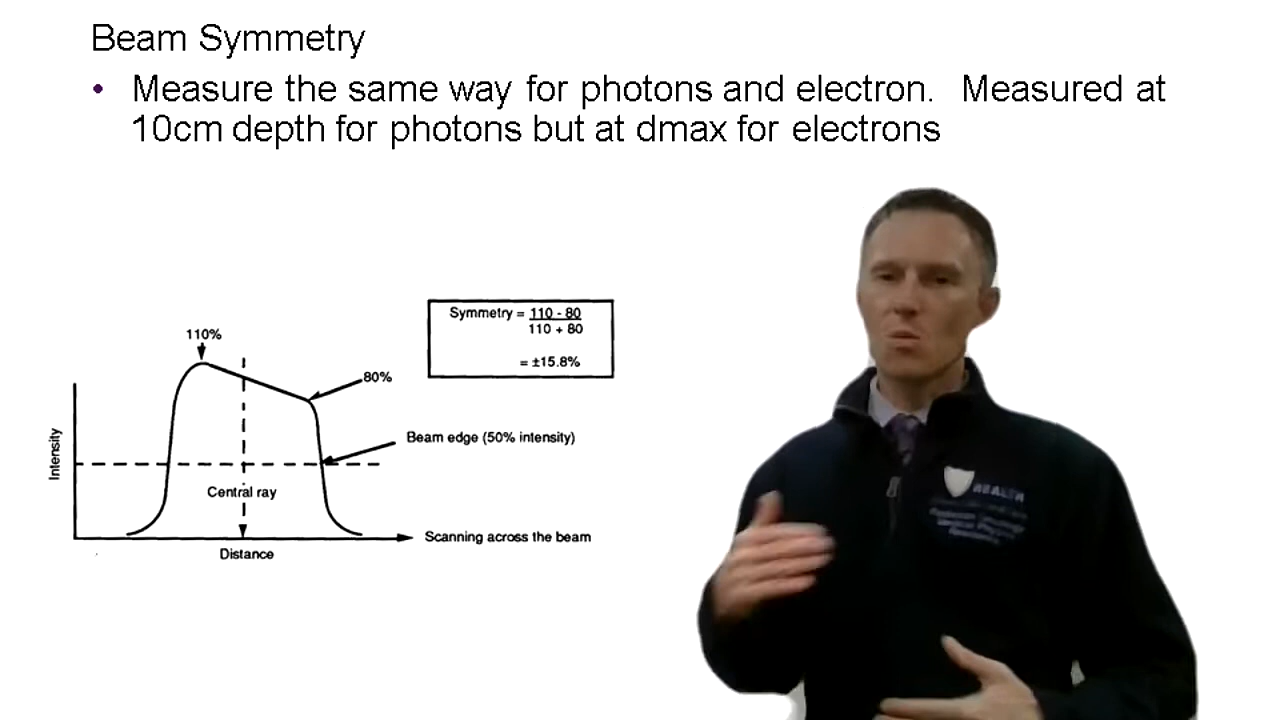 Beam Symmetry
• Measure the same way for photons and electron. Measured at
10cm depth for photons but at dmax for electrons
Symmetry = 110 - 80
110 + 80
= ±15.8%
110%
80%
Beam edge (50% intensity)
Intensity
Central ray
Scanning across the beam
Distance
HEALTH